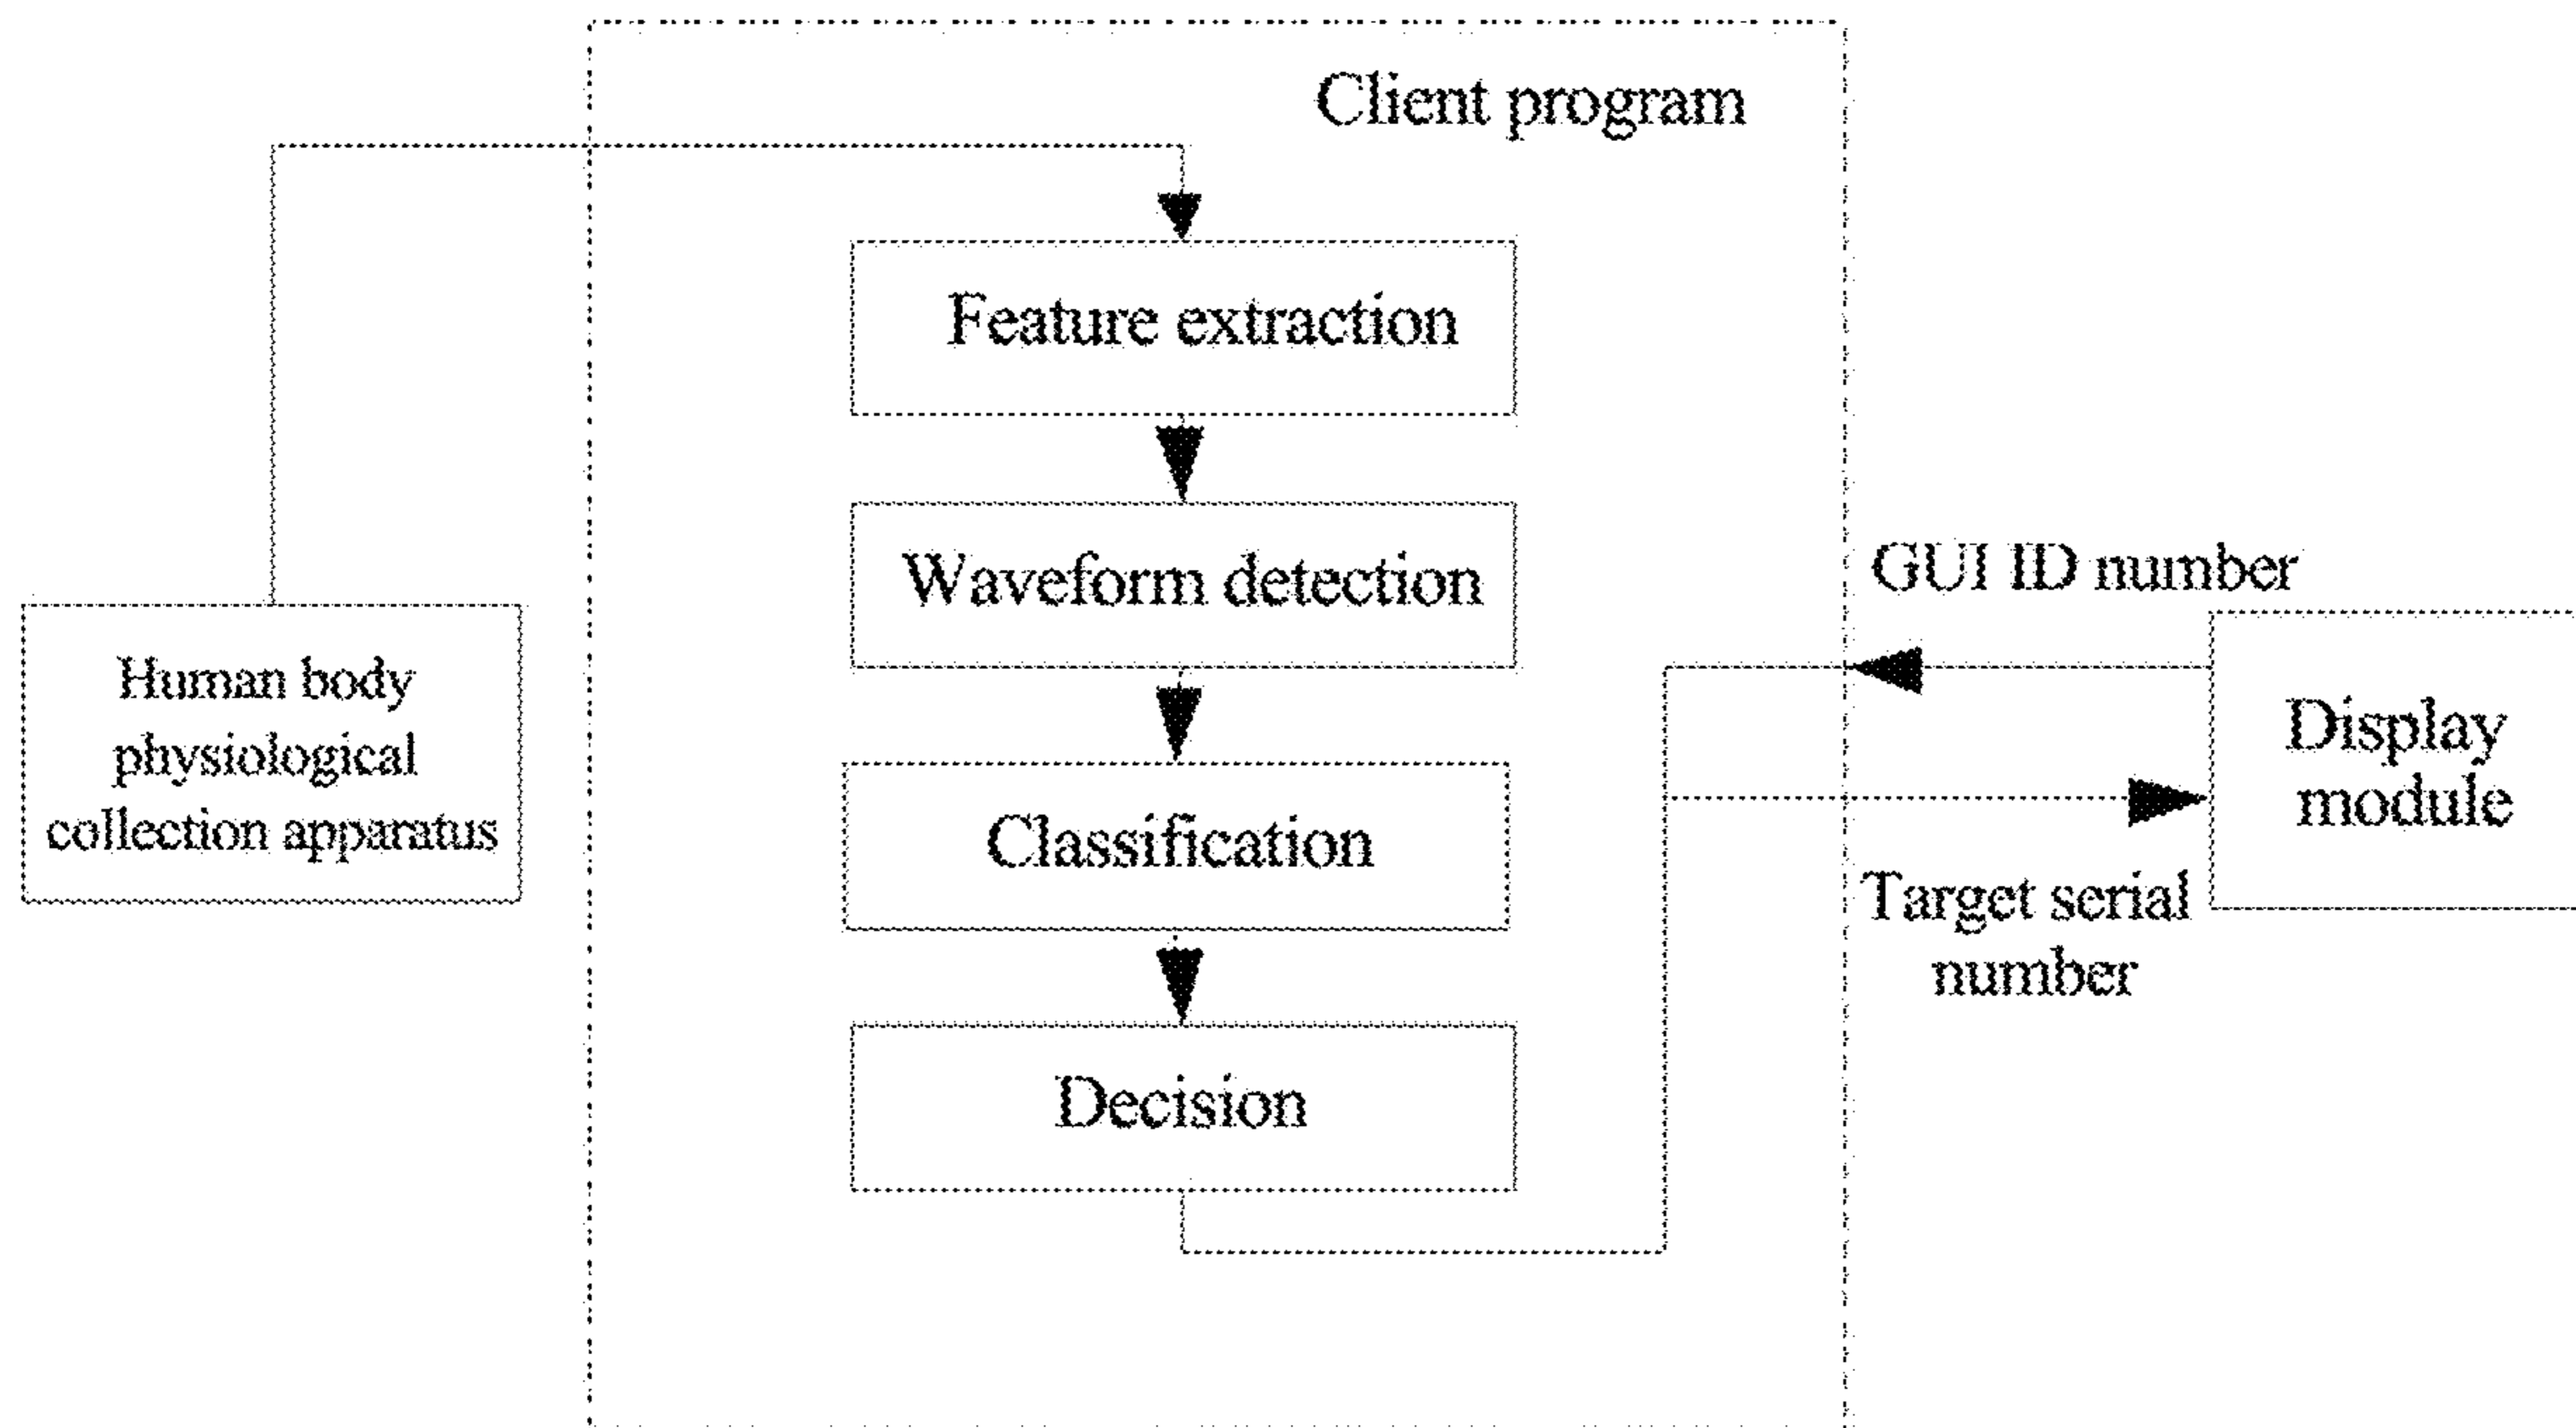 Client program
Feature extraction
Waveform detection
Classification
Decision
Human body
physiological
collection apparatus
GUI ID number
Display
module
Target serial
number